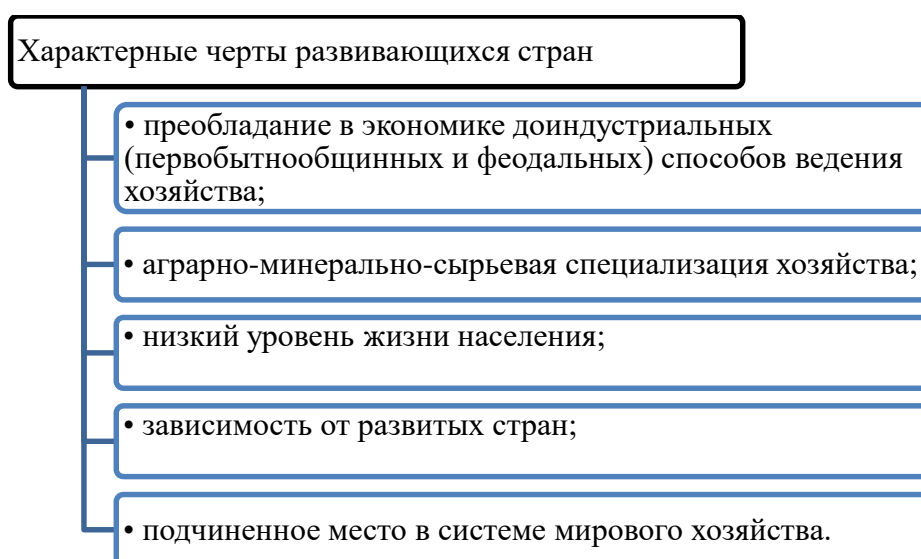 Характерные черты развивающихся стран
• преобладание в экономике доиндустриальных
(первобытнообщинных и феодальных) способов ведения
хозяйства;
• аграрно-минерально-сырьевая специализация хозяйства;
• низкий уровень жизни населения;
• зависимость от развитых стран;
• подчиненное место в системе мирового хозяйства.